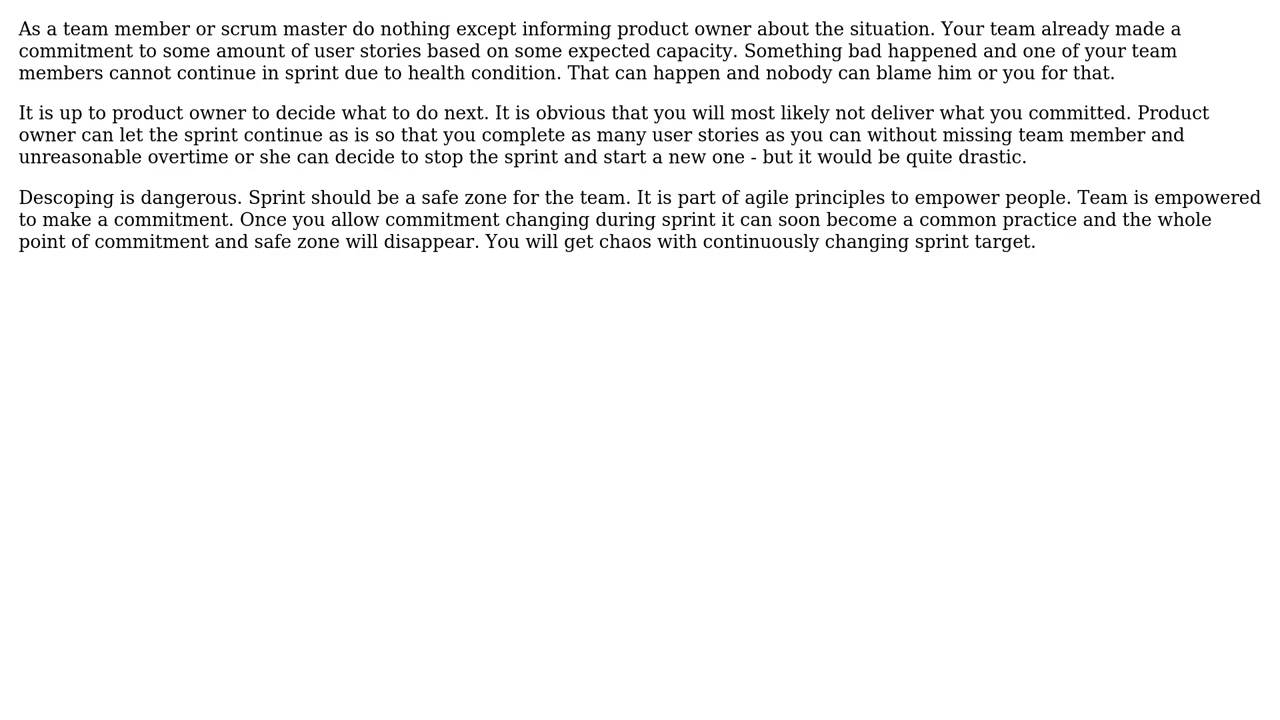 As a team member or scrum master do nothing except informing product owner about the situation. Your team already made a
commitment to some amount of user stories based on some expected capacity. Something bad happened and one of your team
members cannot continue in sprint due to health condition. That can happen and nobody can blame him or you for that.
It is up to product owner to decide what to do next. It is obvious that you will most likely not deliver what you committed. Product
owner can let the sprint continue as is so that you complete as many user stories as you can without missing team member and
unreasonable overtime or she can decide to stop the sprint and start a new one - but it would be quite drastic.
Descoping is dangerous. Sprint should be a safe zone for the team. It is part of agile principles to empower people. Team is empowered
to make a commitment. Once you allow commitment changing during sprint it can soon become a common practice and the whole
point of commitment and safe zone will disappear. You will get chaos with continuously changing sprint target.